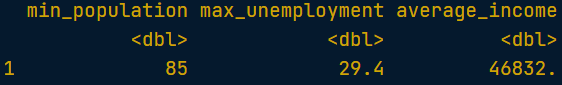 min_population max_unemployment average_income
<dbl> <dbl> <dbl>
1 85 29.4 46832.